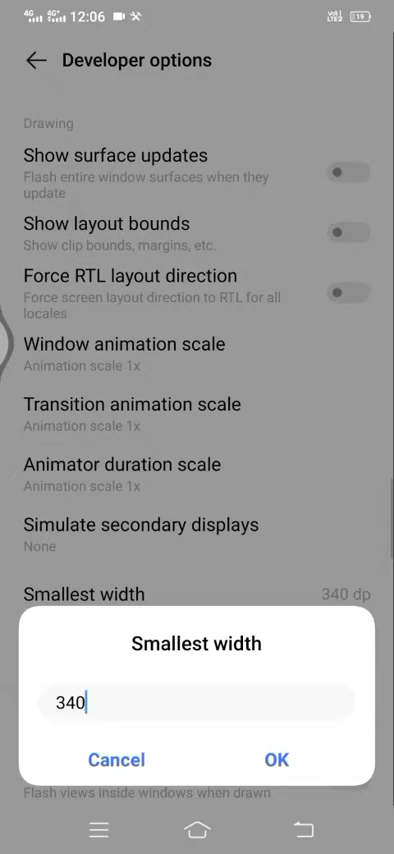 4G 4G+ 12:06 VoLTE2 19
Developer options
Drawing
Show surface updates
Flash entire window surfaces when they
update
Show layout bounds
Show clip bounds, margins, etc.
Force RTL layout direction
Force screen layout direction to RTL for all
locales
Window animation scale
Animation scale 1x
Transition animation scale
Animation scale 1x
Animator duration scale
Animation scale 1x
Simulate secondary displays
None
Smallest width 340 dp
Smallest width
340
Cancel OK
Flash views inside windows when drawn